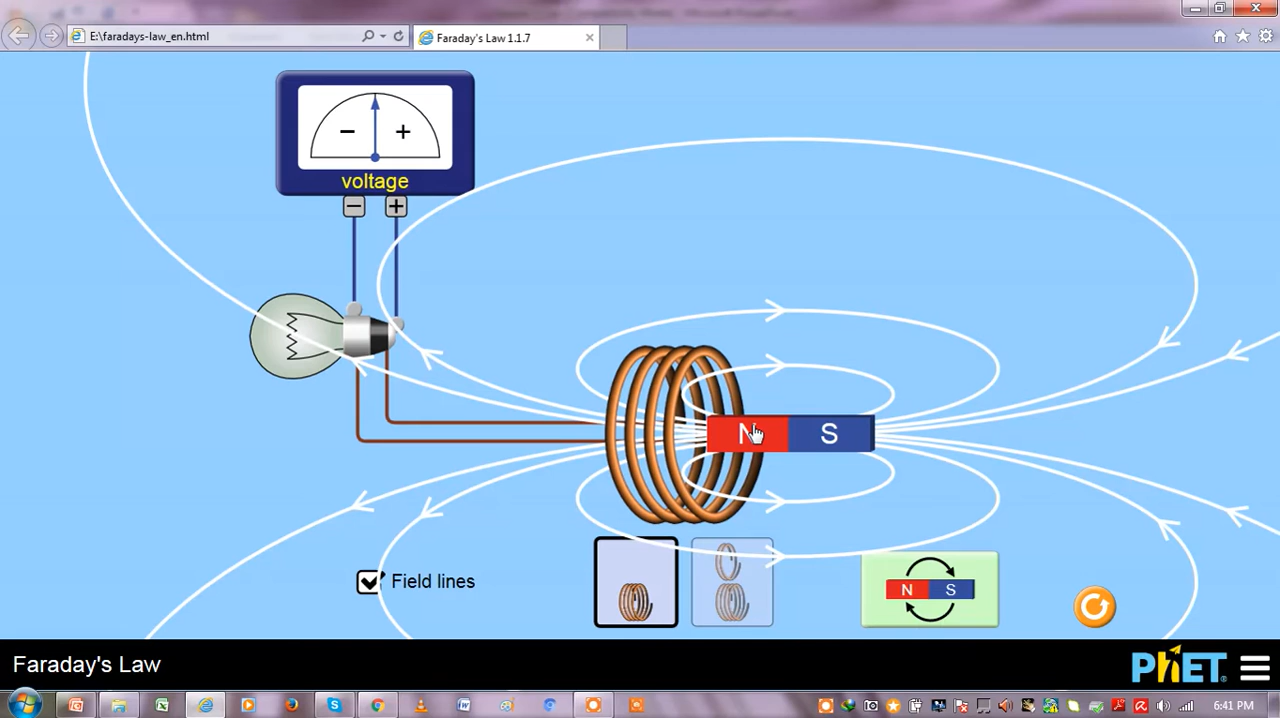 E:\faradays-law_en.html
Faraday's Law 1.1.7
− +
voltage
− +
N S
Field lines
N S
Faraday's Law
PhET
6:41 PM